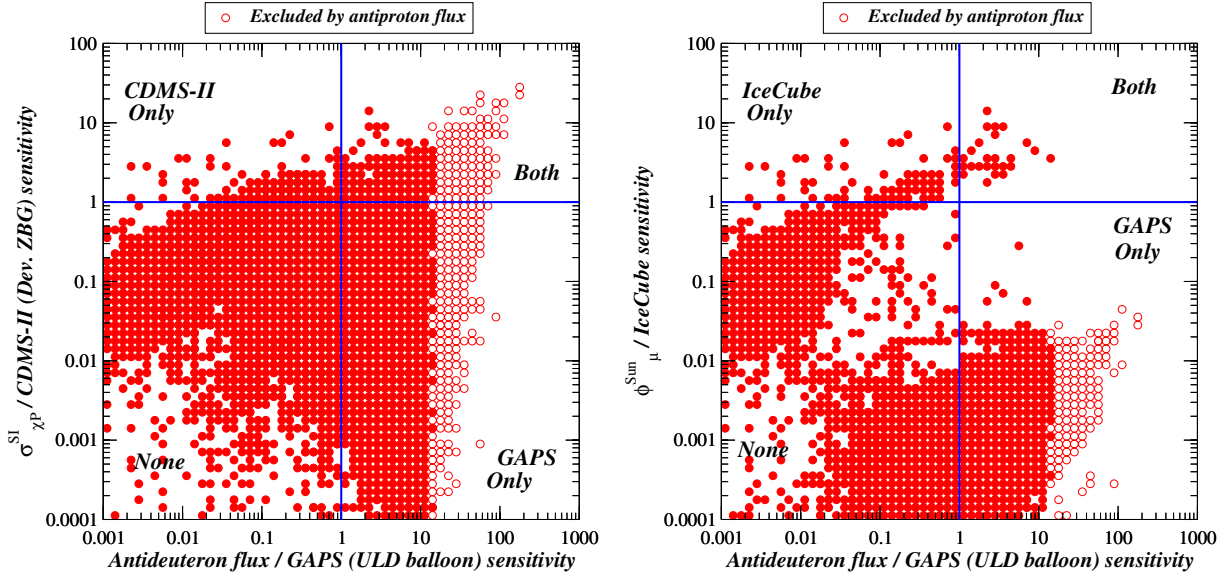 Excluded by antiproton flux
100
10
1
0.1
0.01
0.001
0.0001
0.001
0.01
0.1
1
10
100
1000
CDMS-II
Only
Both
None
GAPS
Only
σ^SI_χP / CDMS-II (Dev. ZBG) sensitivity
Antideuteron flux / GAPS (ULD balloon) sensitivity
Excluded by antiproton flux
100
10
1
0.1
0.01
0.001
0.0001
0.001
0.01
0.1
1
10
100
1000
IceCube
Only
Both
GAPS
Only
None
ϕ^Sun_μ / IceCube sensitivity
Antideuteron flux / GAPS (ULD balloon) sensitivity